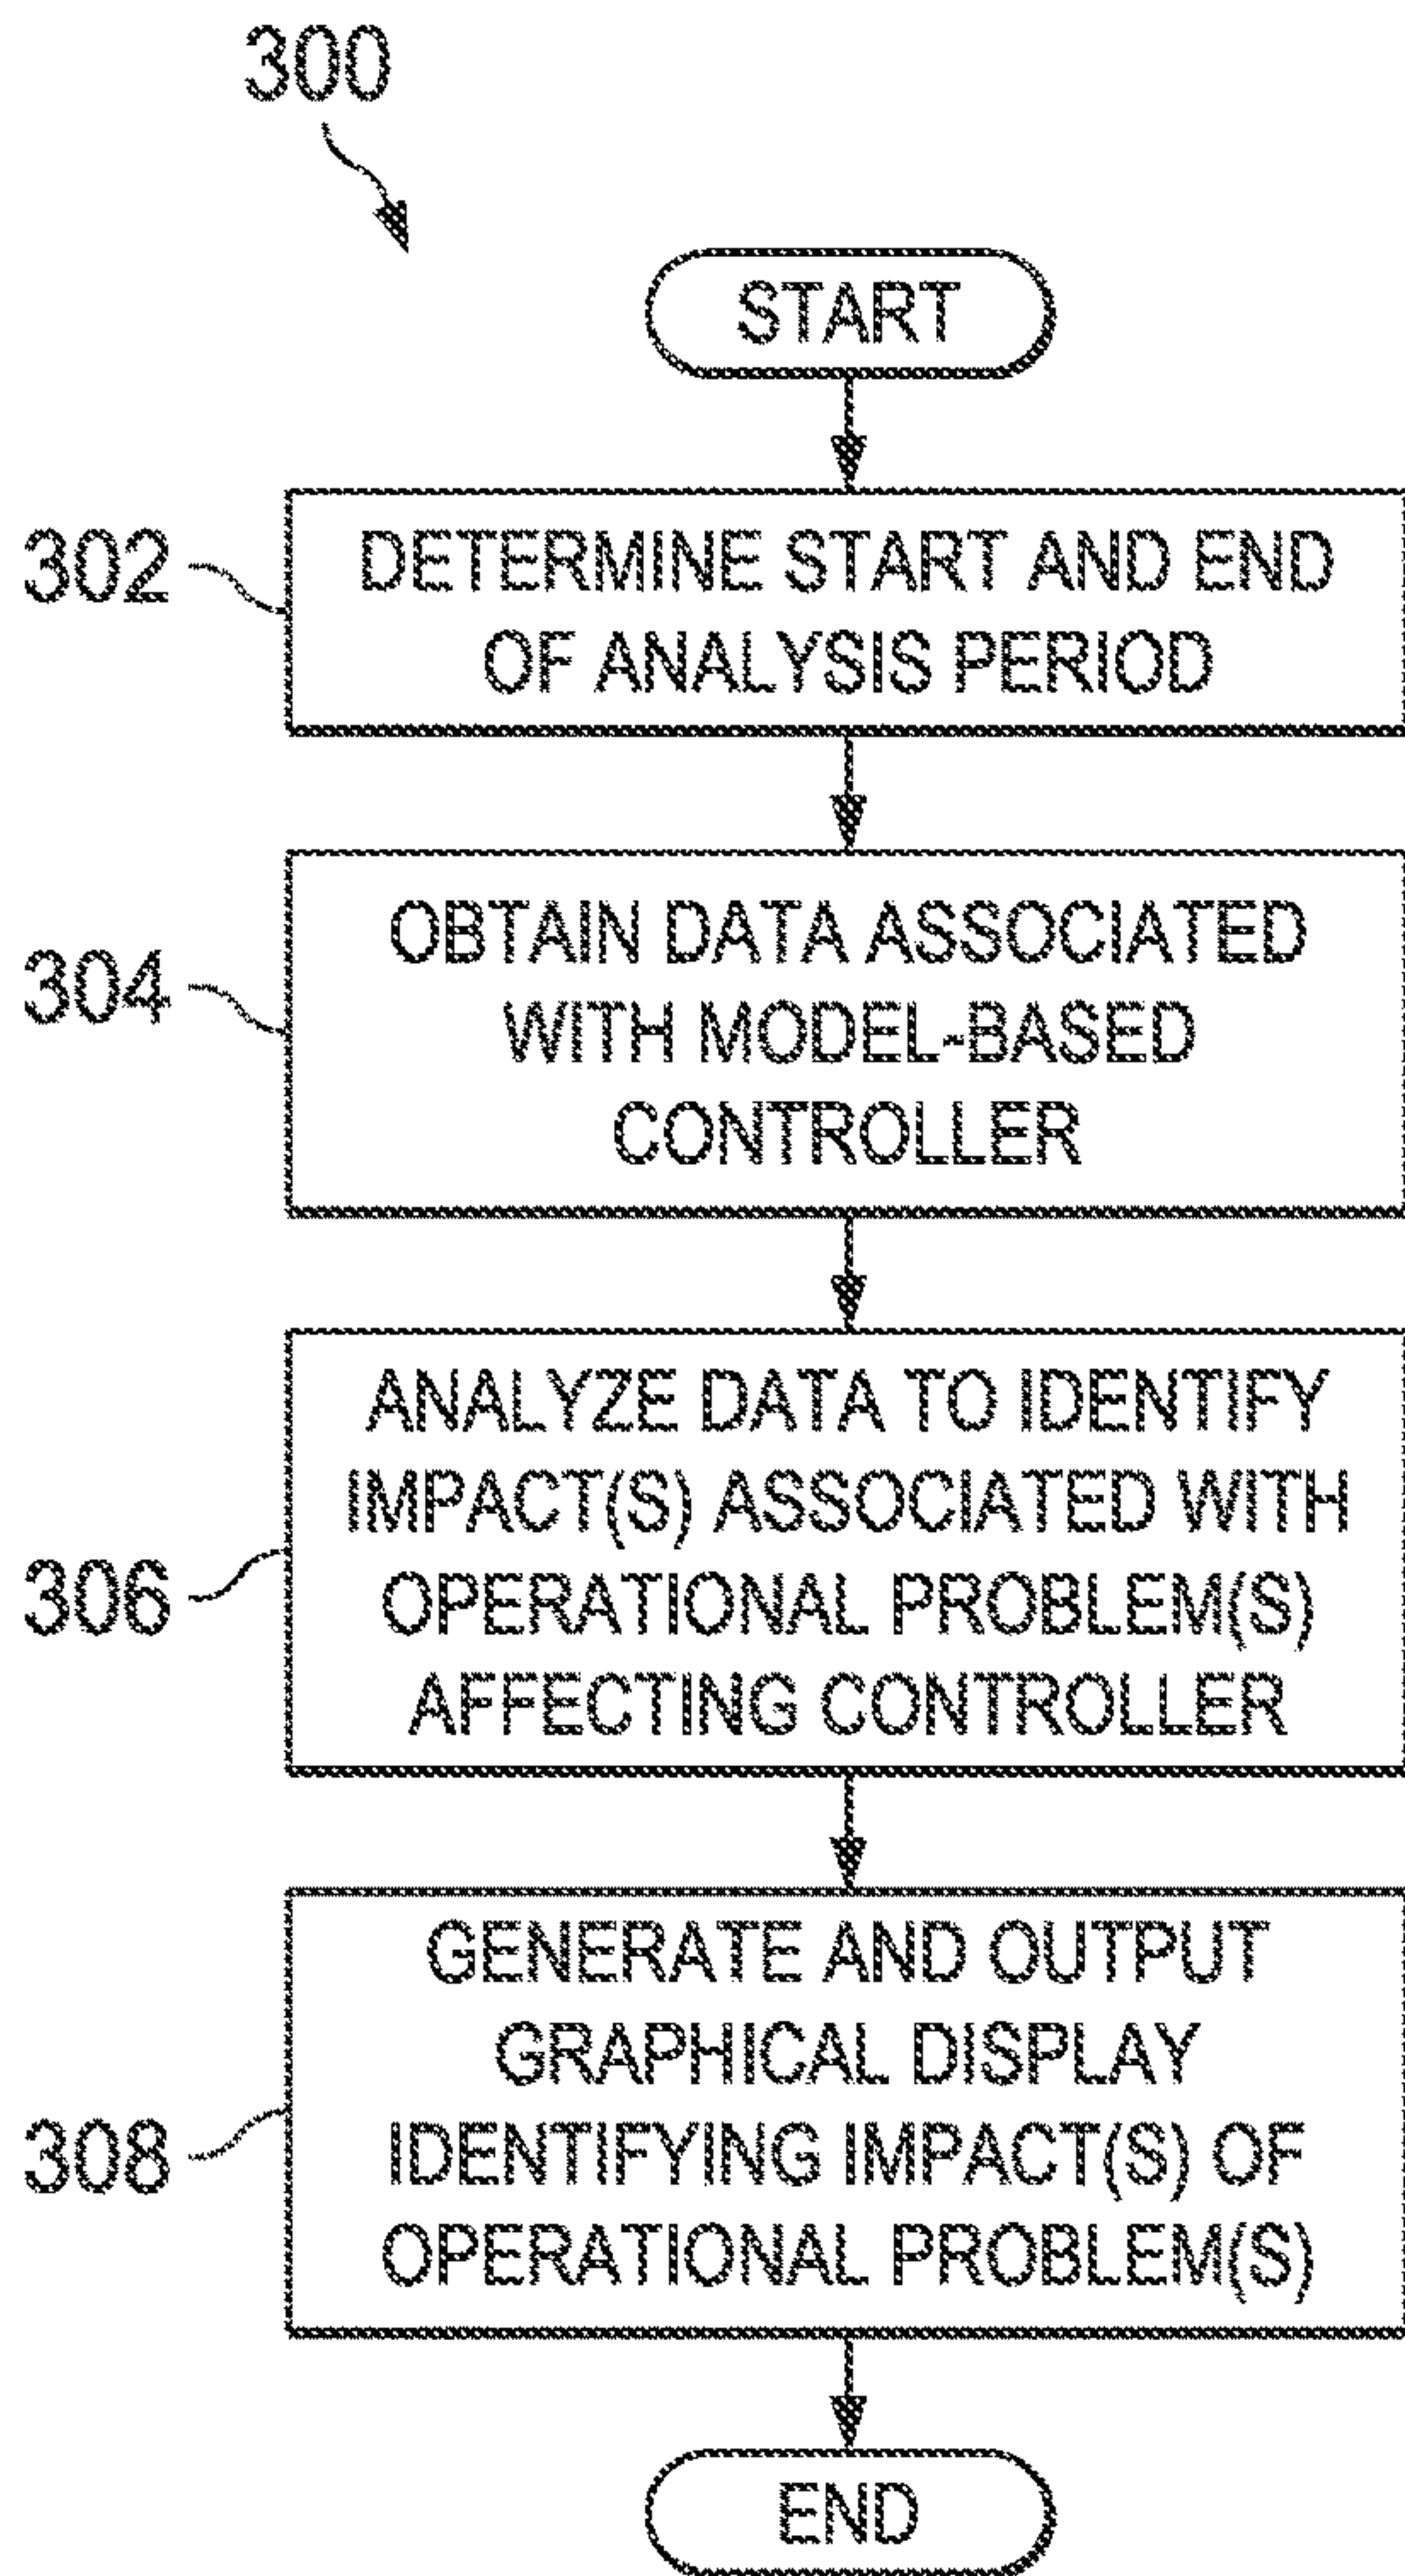 300
START
302
DETERMINE START AND END
OF ANALYSIS PERIOD
304
OBTAIN DATA ASSOCIATED
WITH MODEL-BASED
CONTROLLER
306
ANALYZE DATA TO IDENTIFY
IMPACT(S) ASSOCIATED WITH
OPERATIONAL PROBLEM(S)
AFFECTING CONTROLLER
308
GENERATE AND OUTPUT
GRAPHICAL DISPLAY
IDENTIFYING IMPACT(S) OF
OPERATIONAL PROBLEM(S)
END